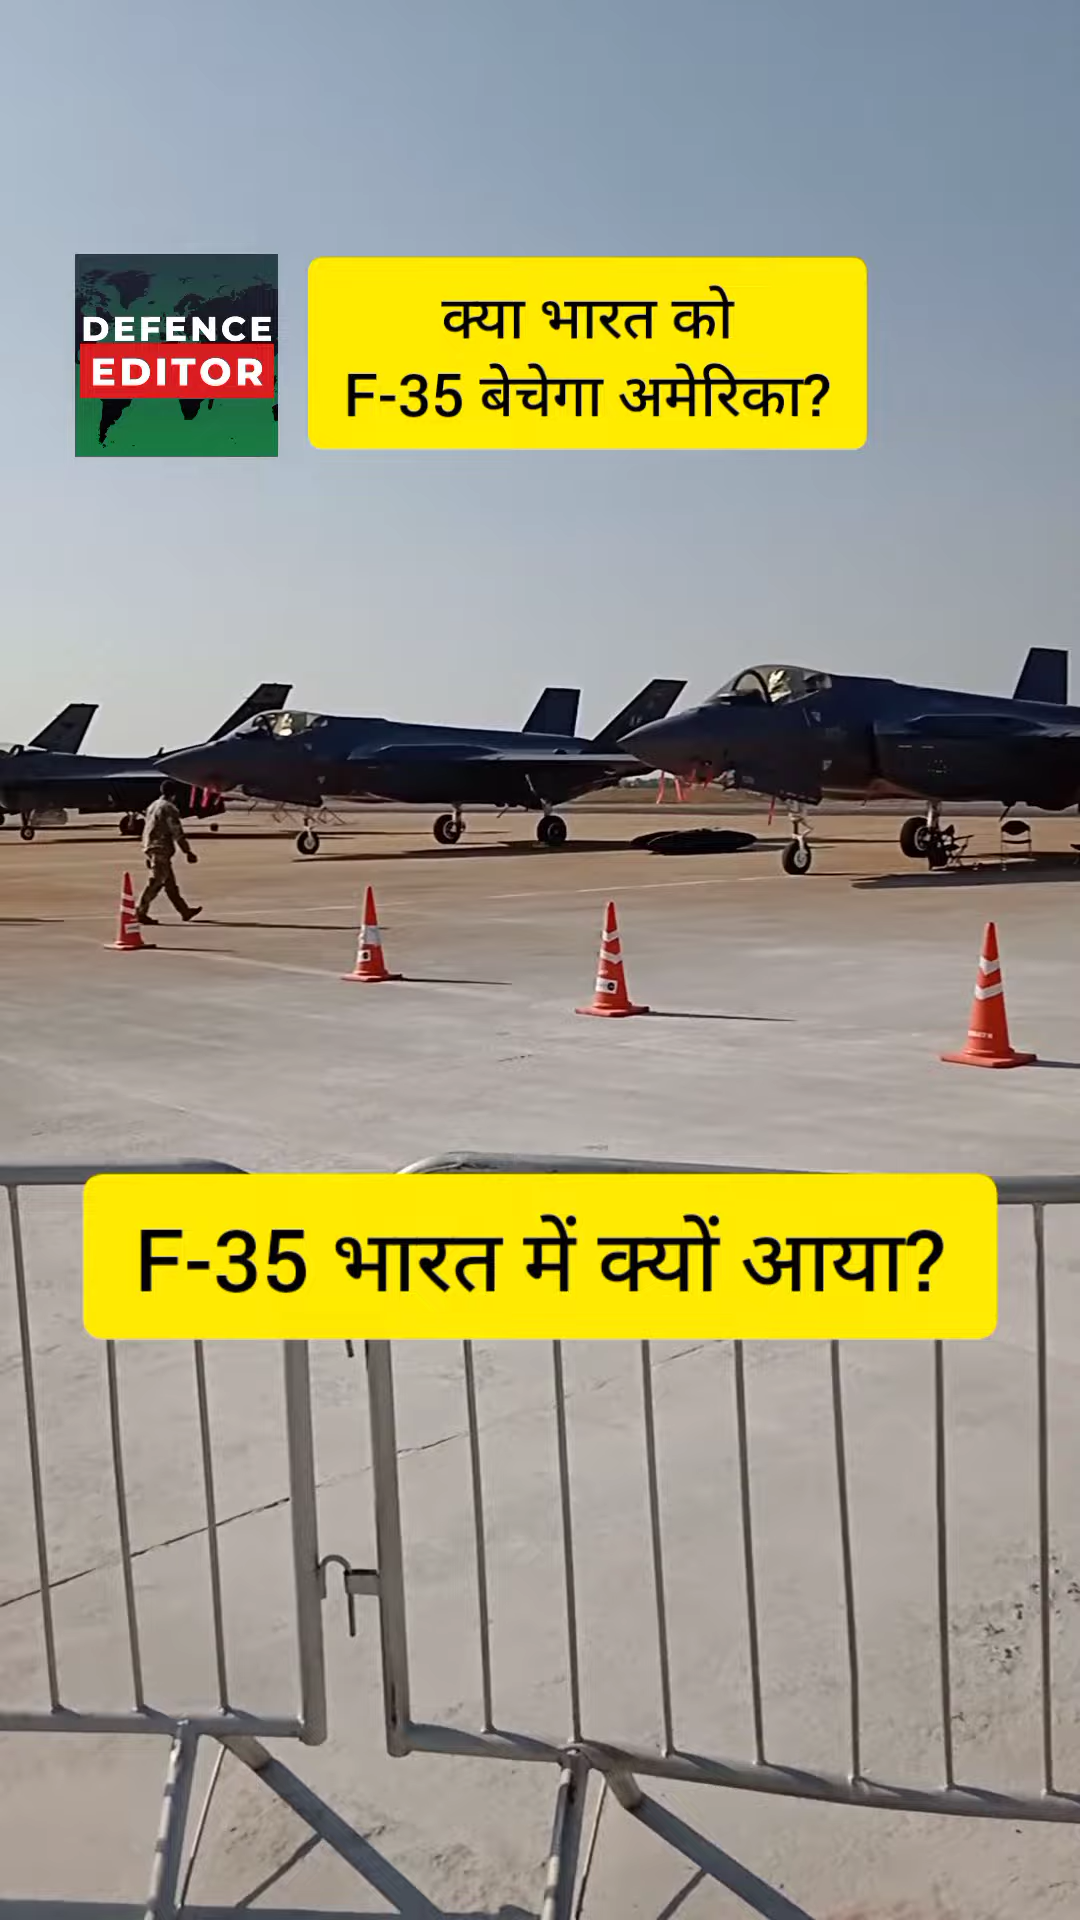 DEFENCE
EDITOR
क्या भारत को
F-35 बेचेगा अमेरिका?
F-35 भारत में क्यों आया?